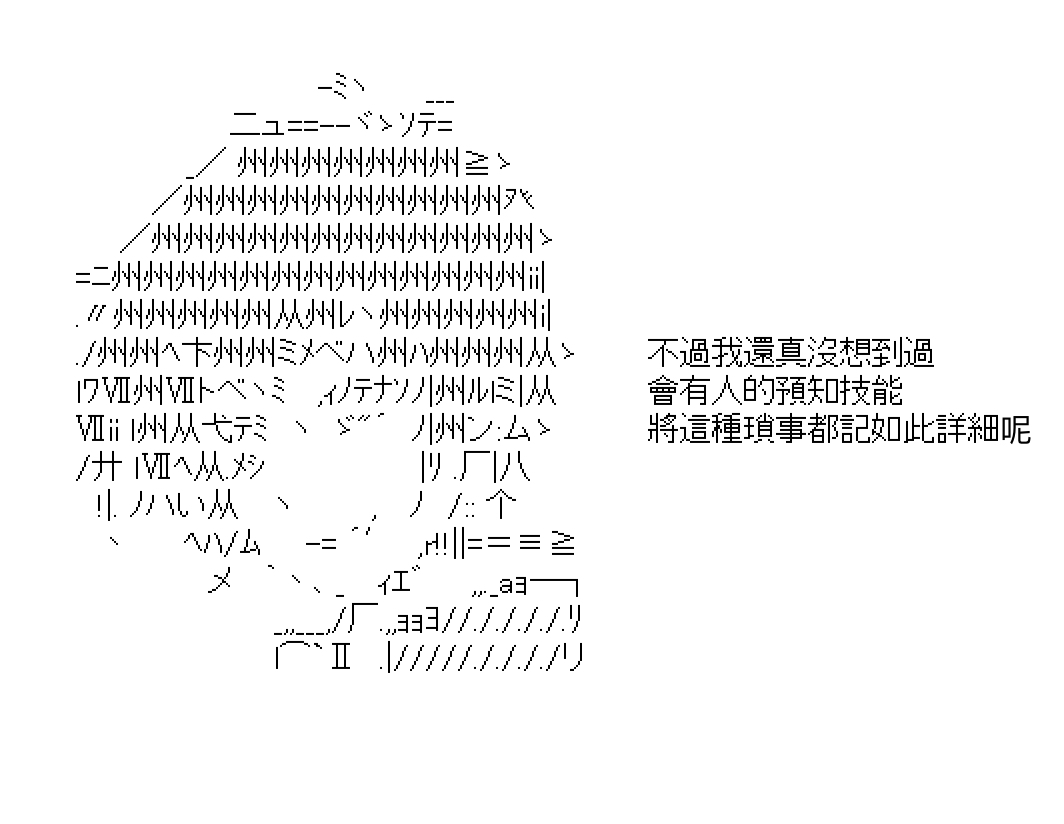 不過我還真沒想到過
會有人的預知技能
將這種瑣事都記如此詳細呢